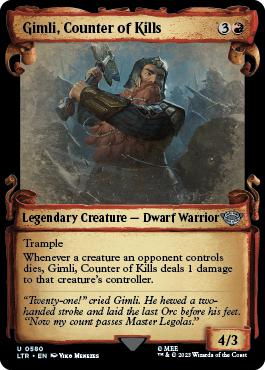 Gimli, Counter of Kills 3
Legendary Creature — Dwarf Warrior
Trample
Whenever a creature an opponent controls
dies, Gimli, Counter of Kills deals 1 damage
to that creature's controller.
"Twenty-one!" cried Gimli. He hewed a two-
handed stroke and laid the last Orc before his feet.
"Now my count passes Master Legolas."
4/3
U 0560
LTR • EN Viko Menezes
© MEE
™ & © 2023 Wizards of the Coast